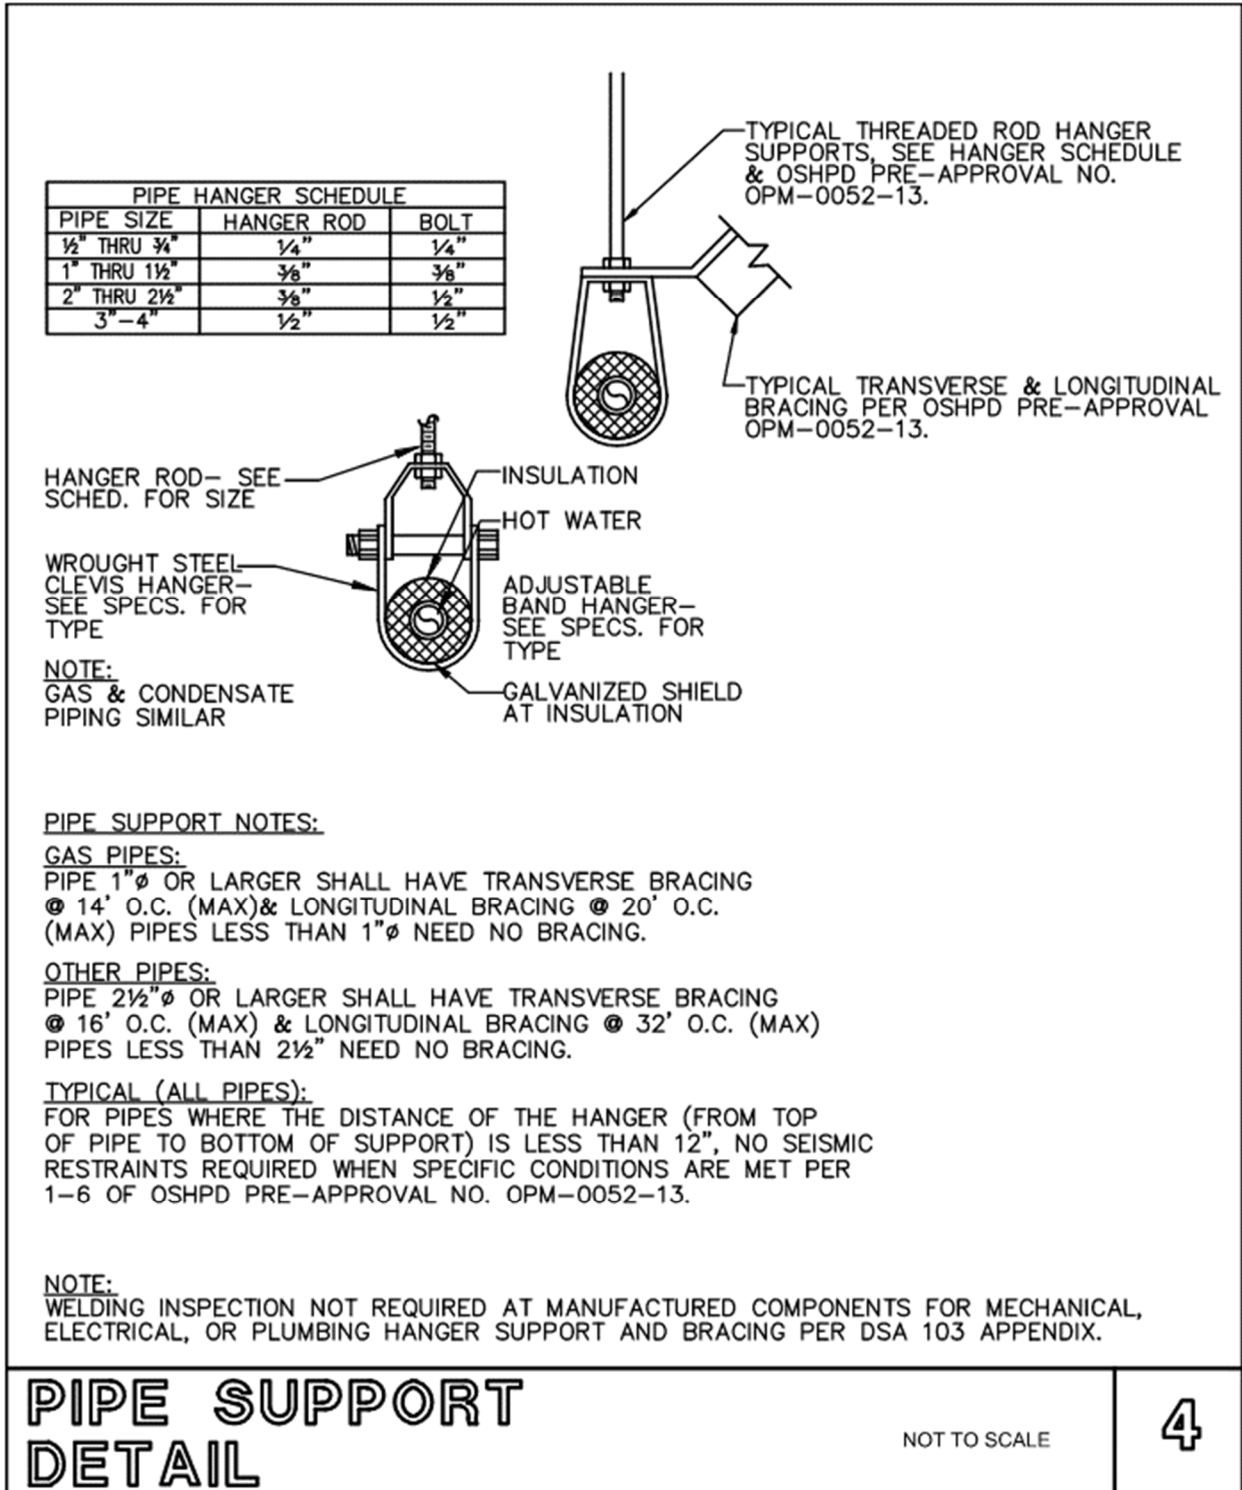 TYPICAL THREADED ROD HANGER
SUPPORTS, SEE HANGER SCHEDULE
& OSHPD PRE-APPROVAL NO.
OPM-0052-13.
PIPE HANGER SCHEDULE
PIPE SIZE HANGER ROD BOLT
½" THRU ¾" ¼" ¼"
1" THRU 1½" ⅜" ⅜"
2" THRU 2½" ⅜" ½"
3"-4" ½" ½"
TYPICAL TRANSVERSE & LONGITUDINAL
BRACING PER OSHPD PRE-APPROVAL
OPM-0052-13.
HANGER ROD- SEE
SCHED. FOR SIZE
INSULATION
HOT WATER
WROUGHT STEEL
CLEVIS HANGER-
SEE SPECS. FOR
TYPE
ADJUSTABLE
BAND HANGER-
SEE SPECS. FOR
TYPE
NOTE:
GAS & CONDENSATE
PIPING SIMILAR
GALVANIZED SHIELD
AT INSULATION
PIPE SUPPORT NOTES:
GAS PIPES:
PIPE 1"ø OR LARGER SHALL HAVE TRANSVERSE BRACING
@ 14' O.C. (MAX)& LONGITUDINAL BRACING @ 20' O.C.
(MAX) PIPES LESS THAN 1"ø NEED NO BRACING.
OTHER PIPES:
PIPE 2½"ø OR LARGER SHALL HAVE TRANSVERSE BRACING
@ 16' O.C. (MAX) & LONGITUDINAL BRACING @ 32' O.C. (MAX)
PIPES LESS THAN 2½" NEED NO BRACING.
TYPICAL (ALL PIPES):
FOR PIPES WHERE THE DISTANCE OF THE HANGER (FROM TOP
OF PIPE TO BOTTOM OF SUPPORT) IS LESS THAN 12", NO SEISMIC
RESTRAINTS REQUIRED WHEN SPECIFIC CONDITIONS ARE MET PER
1-6 OF OSHPD PRE-APPROVAL NO. OPM-0052-13.
NOTE:
WELDING INSPECTION NOT REQUIRED AT MANUFACTURED COMPONENTS FOR MECHANICAL,
ELECTRICAL, OR PLUMBING HANGER SUPPORT AND BRACING PER DSA 103 APPENDIX.
PIPE SUPPORT
DETAIL
NOT TO SCALE
4